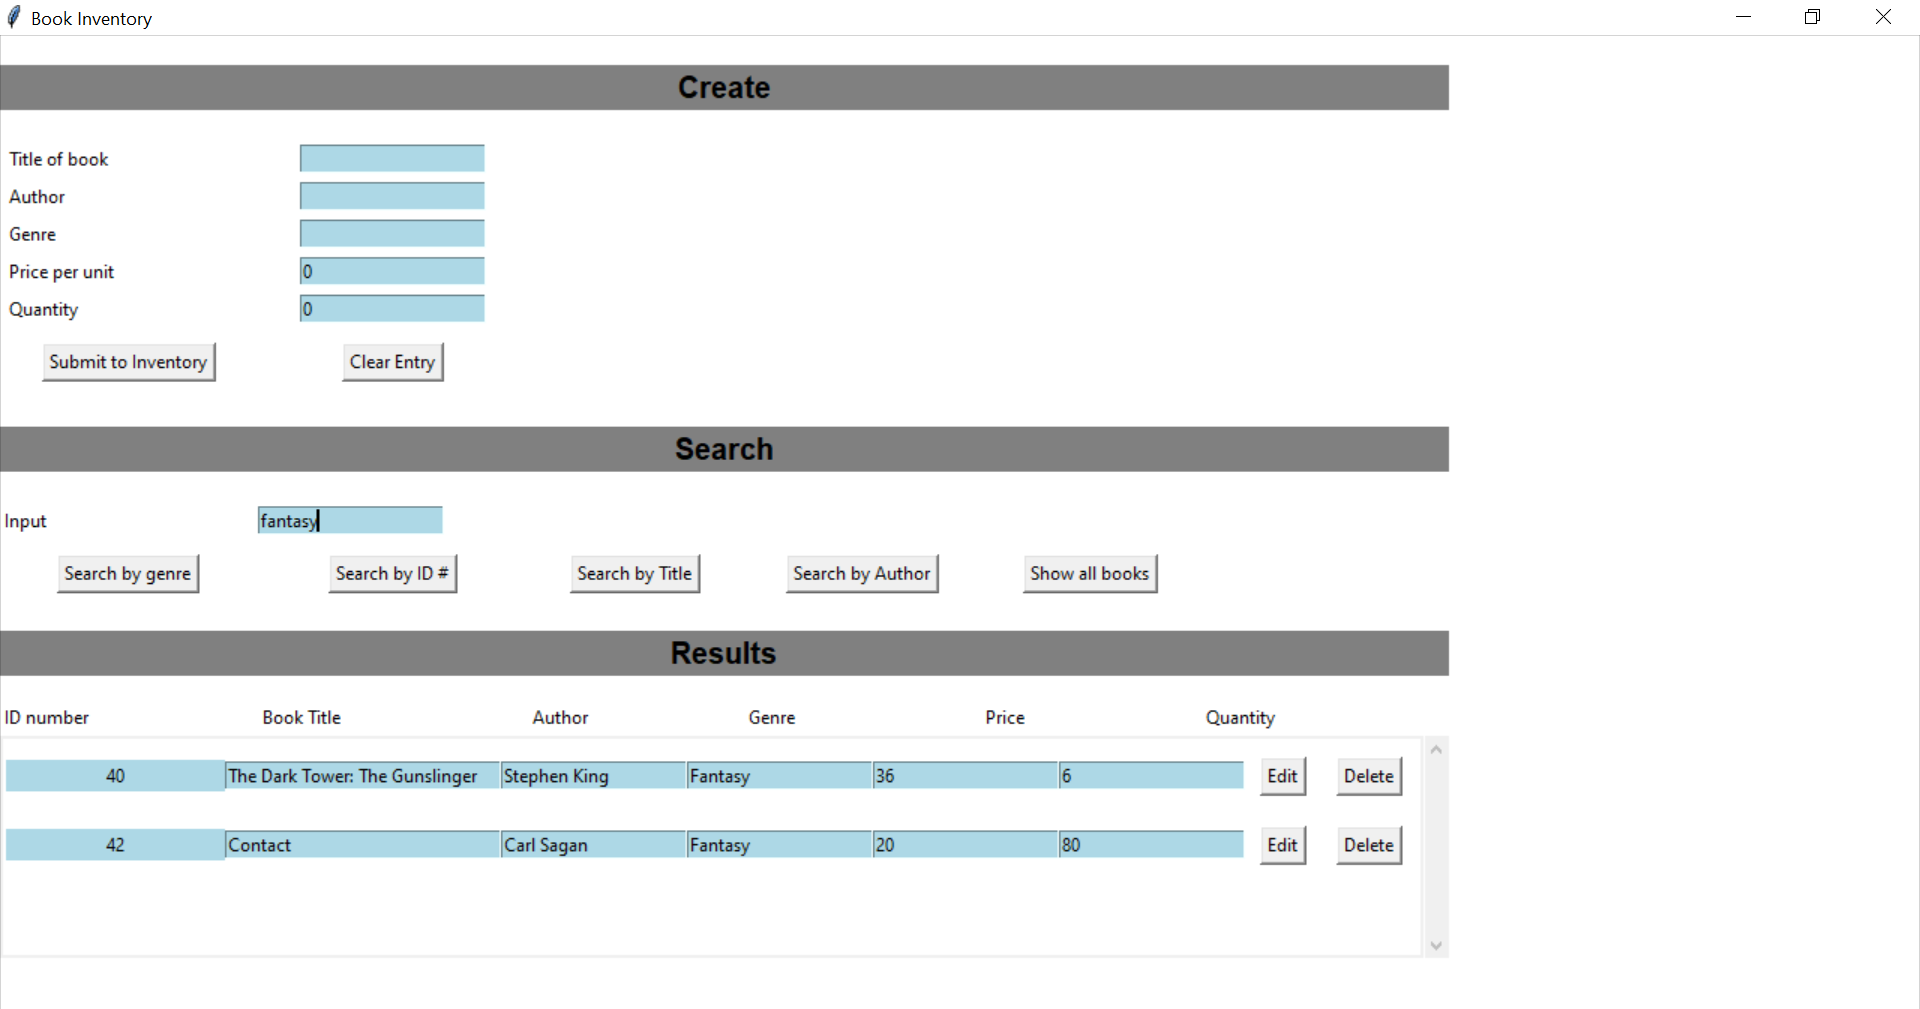 Book Inventory
Create
Title of book
Author
Genre
Price per unit 0
Quantity 0
Submit to Inventory Clear Entry
Search
Input fantasy
Search by genre Search by ID # Search by Title Search by Author Show all books
Results
ID number Book Title Author Genre Price Quantity
40 The Dark Tower: The Gunslinger Stephen King Fantasy 36 6 Edit Delete
42 Contact Carl Sagan Fantasy 20 80 Edit Delete